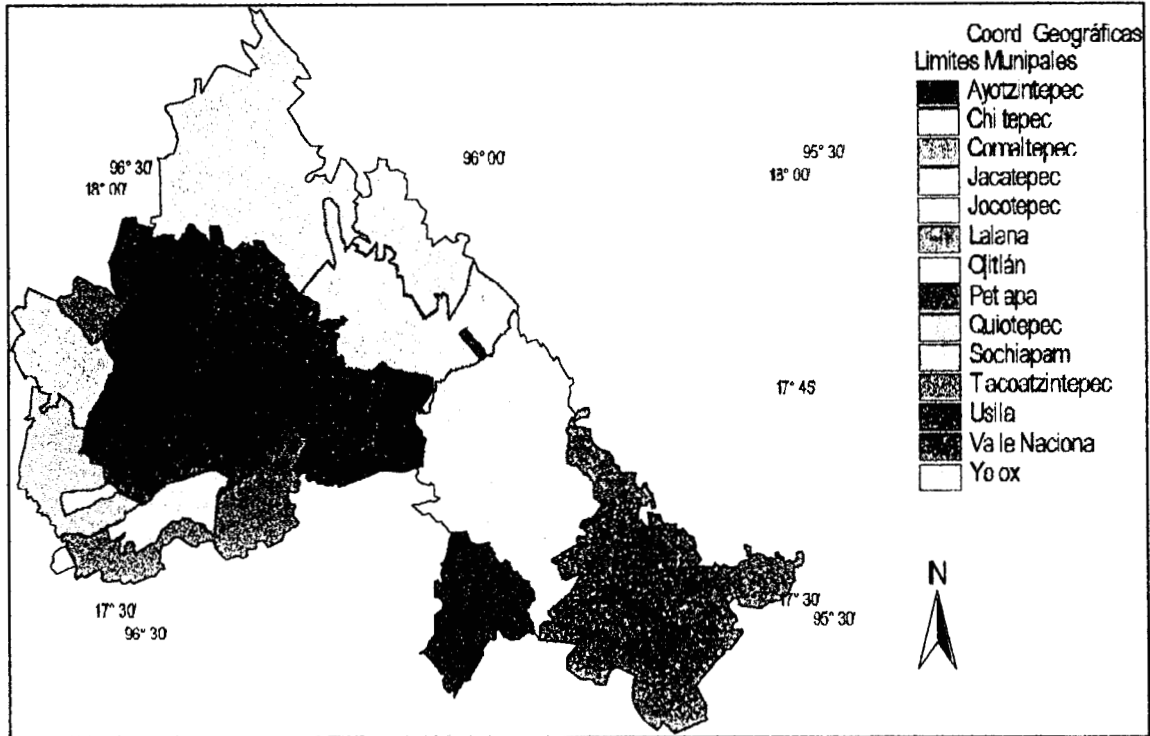 Coord Geográficas
Limites Munipales
Ayotzintepec
Chi tepec
Comaltepec
Jacatepec
Jocotepec
Lalana
Ojitlán
Pet apa
Quiotepec
Sochiapam
Tacoatzintepec
Usila
Va le Naciona
Yo ox
96° 30'
18° 00'
96° 00'
95° 30'
18° 00'
17° 45'
17° 30'
96° 30'
17° 30'
95° 30'
N